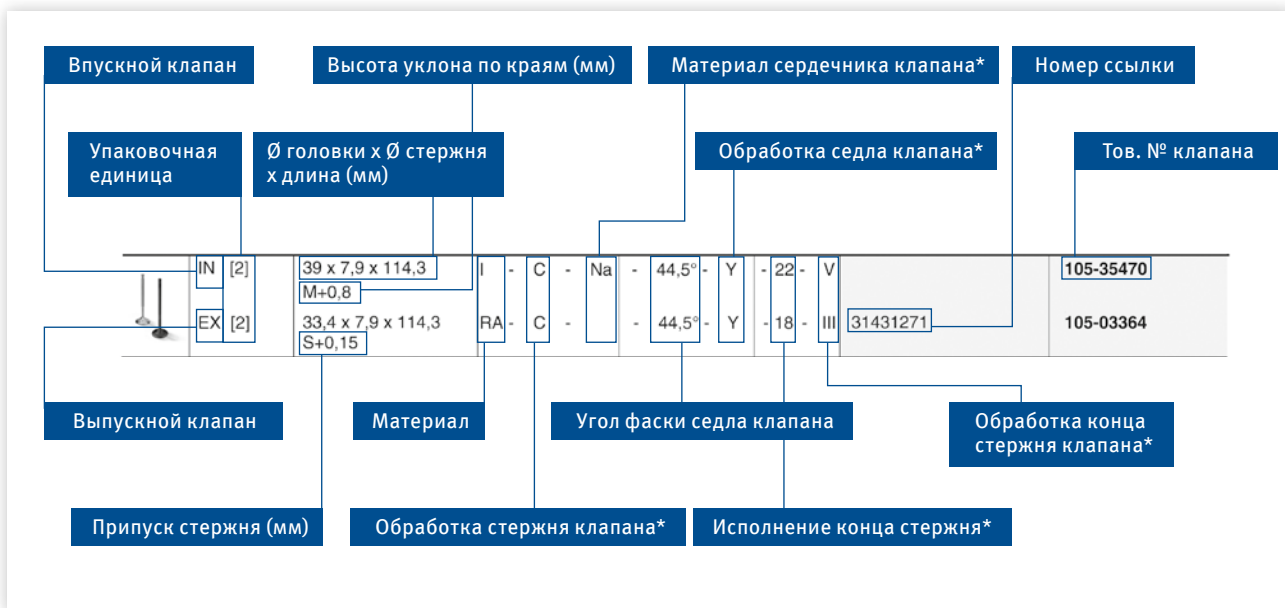 Впускной клапан
Высота уклона по краям (мм)
Материал сердечника клапана*
Номер ссылки
Упаковочная
единица
Ø головки x Ø стержня
x длина (мм)
Обработка седла клапана*
Тов. № клапана
IN [2] 39 x 7,9 x 114,3 I - C - Na - 44,5° - Y - 22 - V 105-35470
M+0,8
EX [2] 33,4 x 7,9 x 114,3 RA - C - - 44,5° - Y - 18 - III 31431271 105-03364
S+0,15
Выпускной клапан
Материал
Угол фаски седла клапана
Обработка конца
стержня клапана*
Припуск стержня (мм)
Обработка стержня клапана*
Исполнение конца стержня*